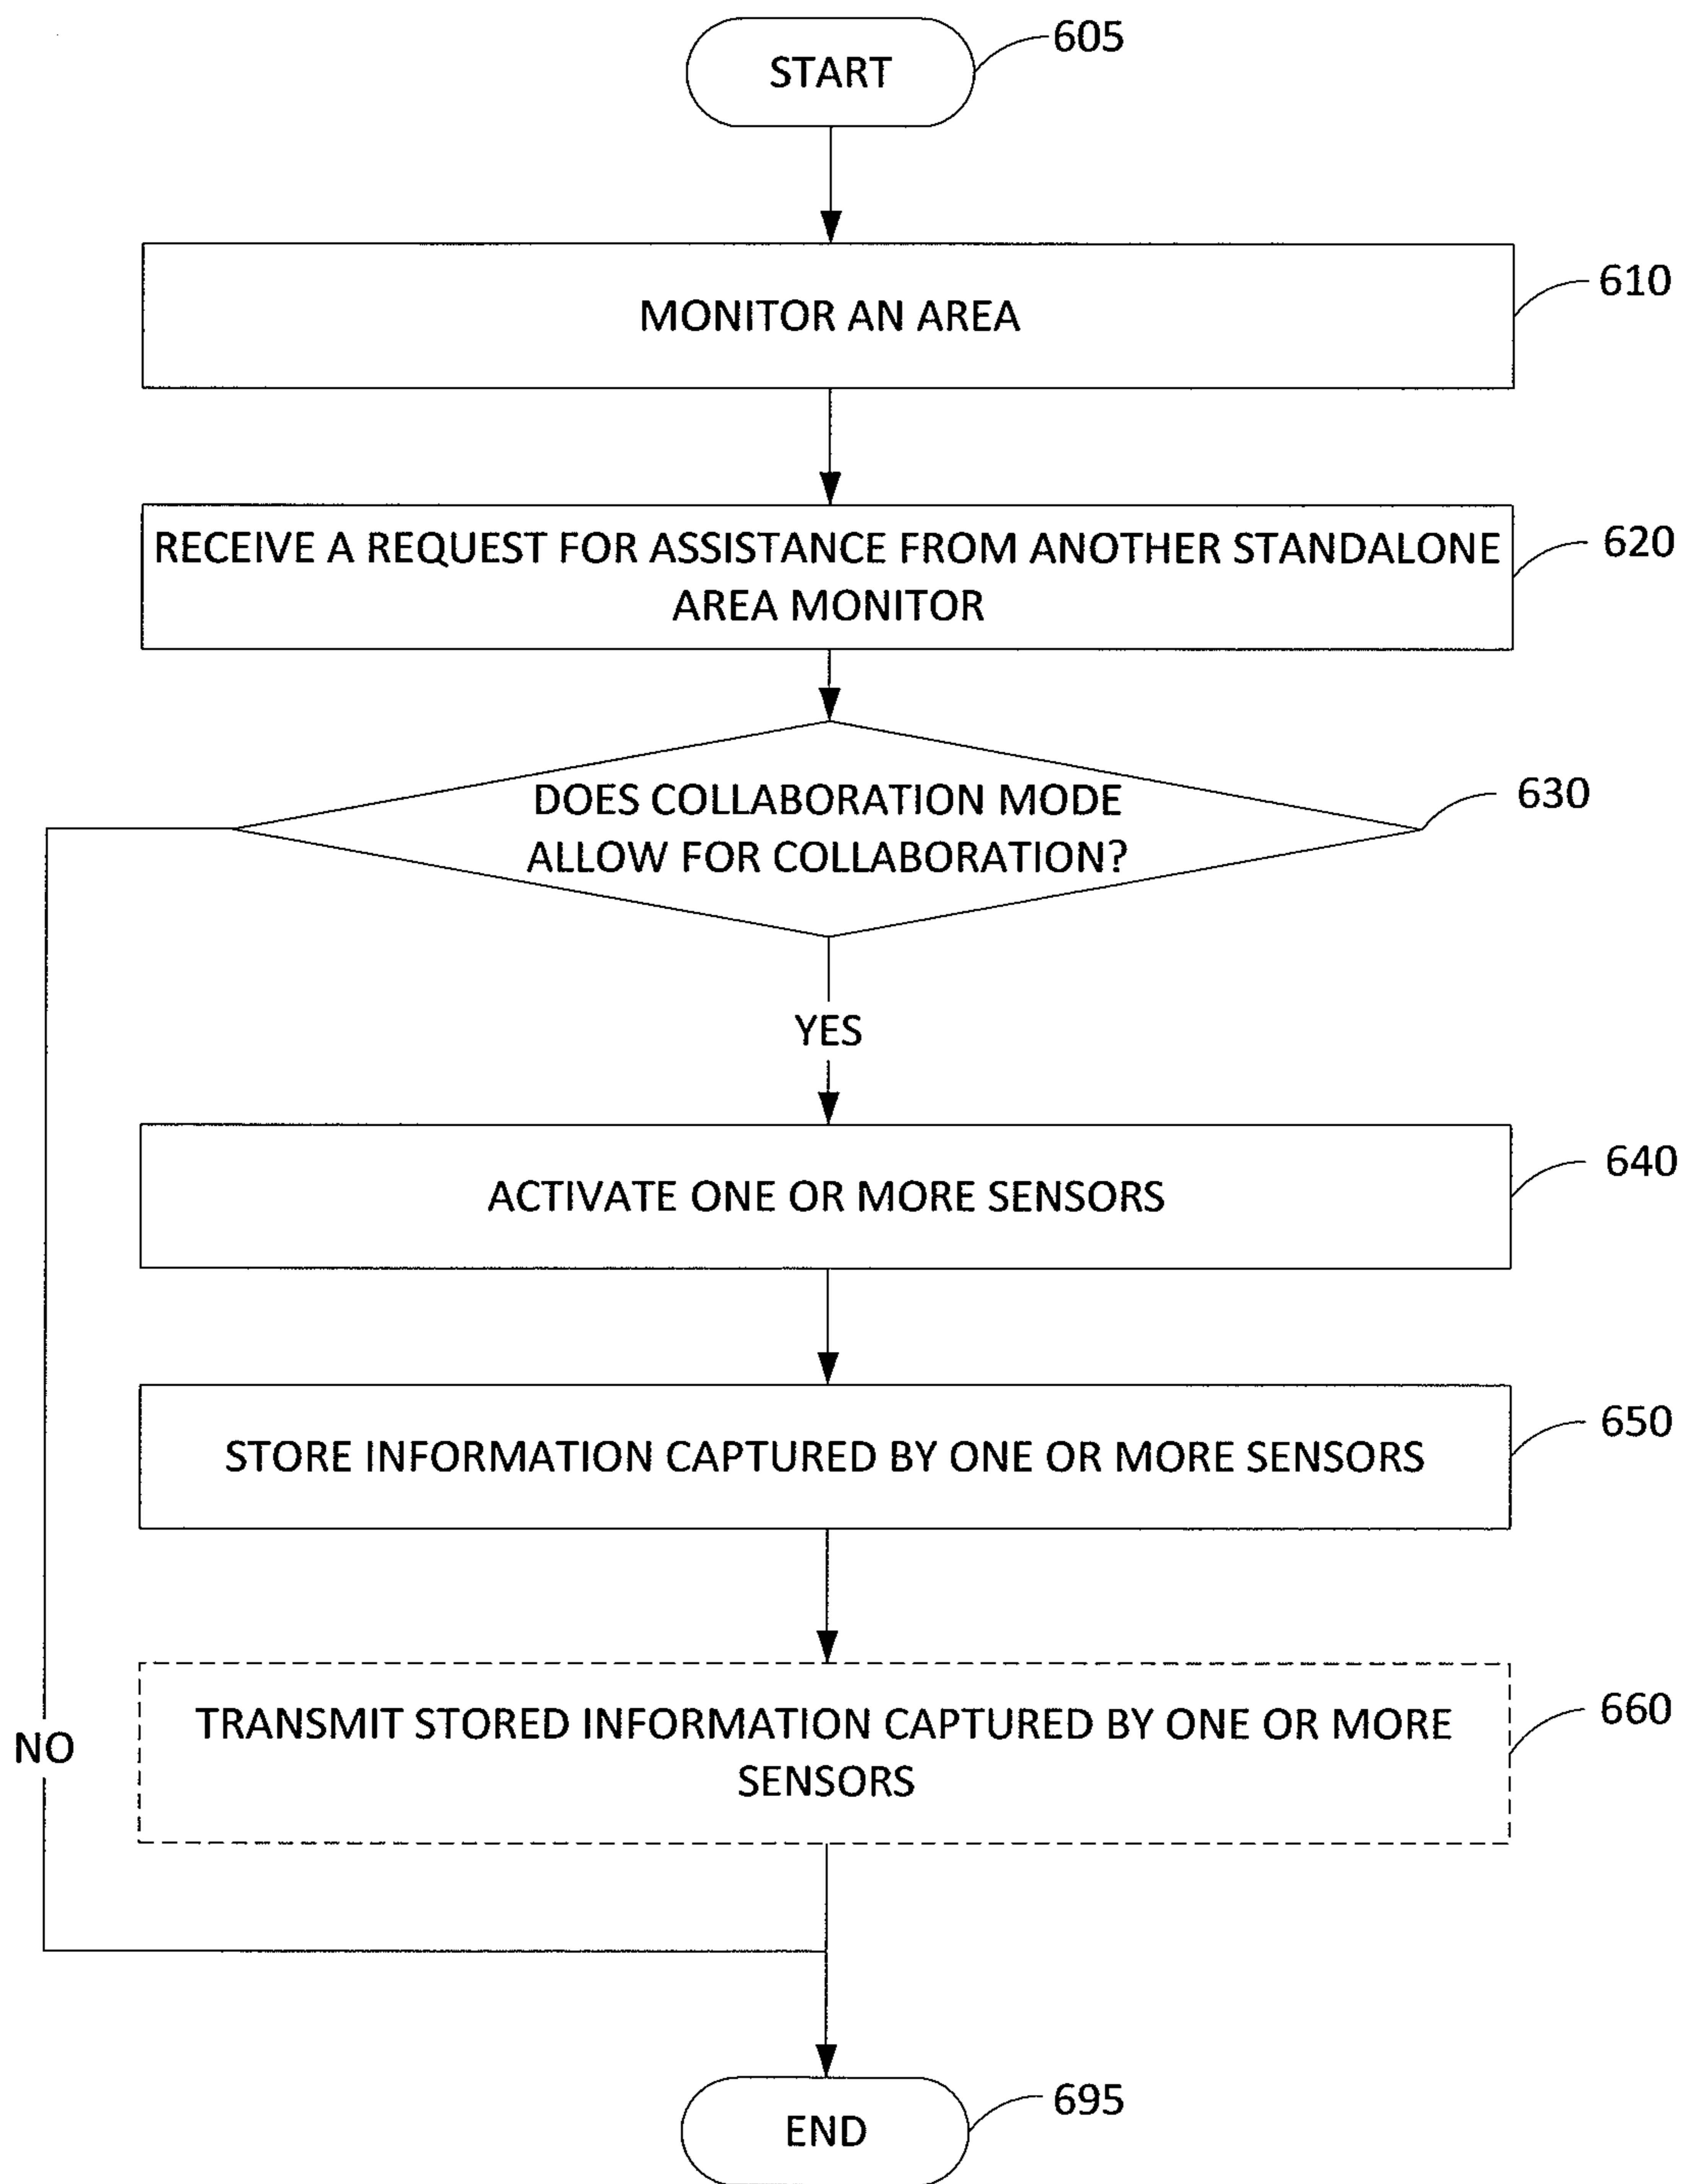 START
605
MONITOR AN AREA
610
RECEIVE A REQUEST FOR ASSISTANCE FROM ANOTHER STANDALONE
AREA MONITOR
620
DOES COLLABORATION MODE
ALLOW FOR COLLABORATION?
630
YES
ACTIVATE ONE OR MORE SENSORS
640
STORE INFORMATION CAPTURED BY ONE OR MORE SENSORS
650
TRANSMIT STORED INFORMATION CAPTURED BY ONE OR MORE
SENSORS
660
NO
END
695